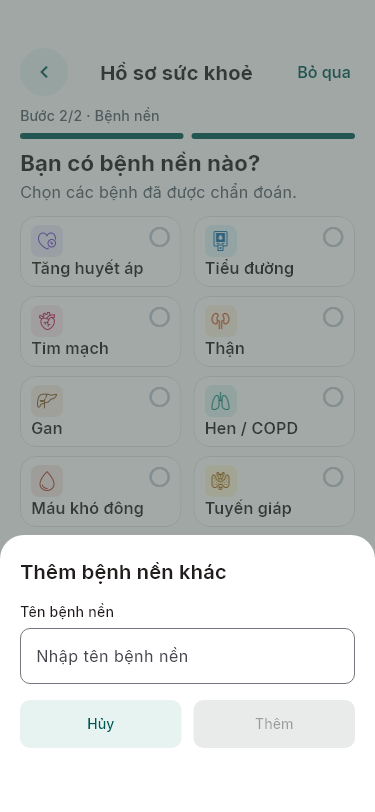 Hồ sơ sức khoẻ
Bỏ qua
Bước 2/2 · Bệnh nền
Bạn có bệnh nền nào?
Chọn các bệnh đã được chẩn đoán.
Tăng huyết áp
Tiểu đường
Tim mạch
Thận
Gan
Hen / COPD
Máu khó đông
Tuyến giáp
Thêm bệnh nền khác
Tên bệnh nền
Nhập tên bệnh nền
Hủy
Thêm